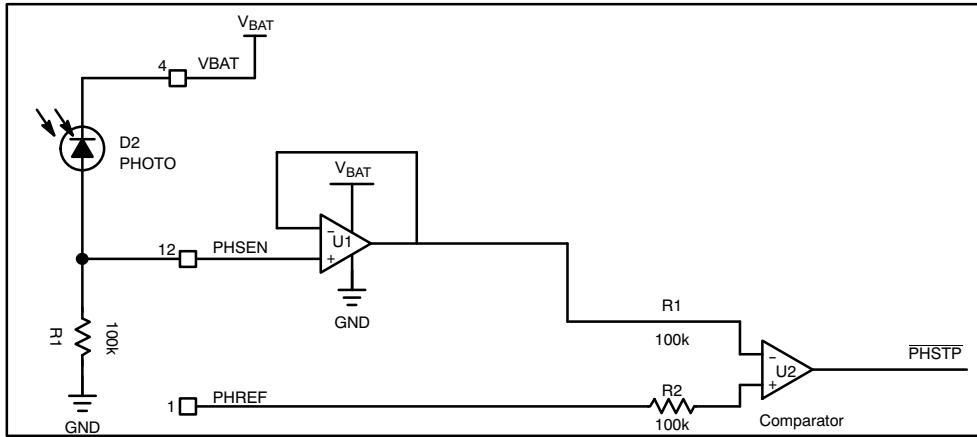 VBAT
4
VBAT
D2
PHOTO
VBAT
12
PHSEN
−
U1
+
GND
R1
100k
R1
100k
−
U2
+
PHSTP
1
PHREF
R2
100k
GND
Comparator